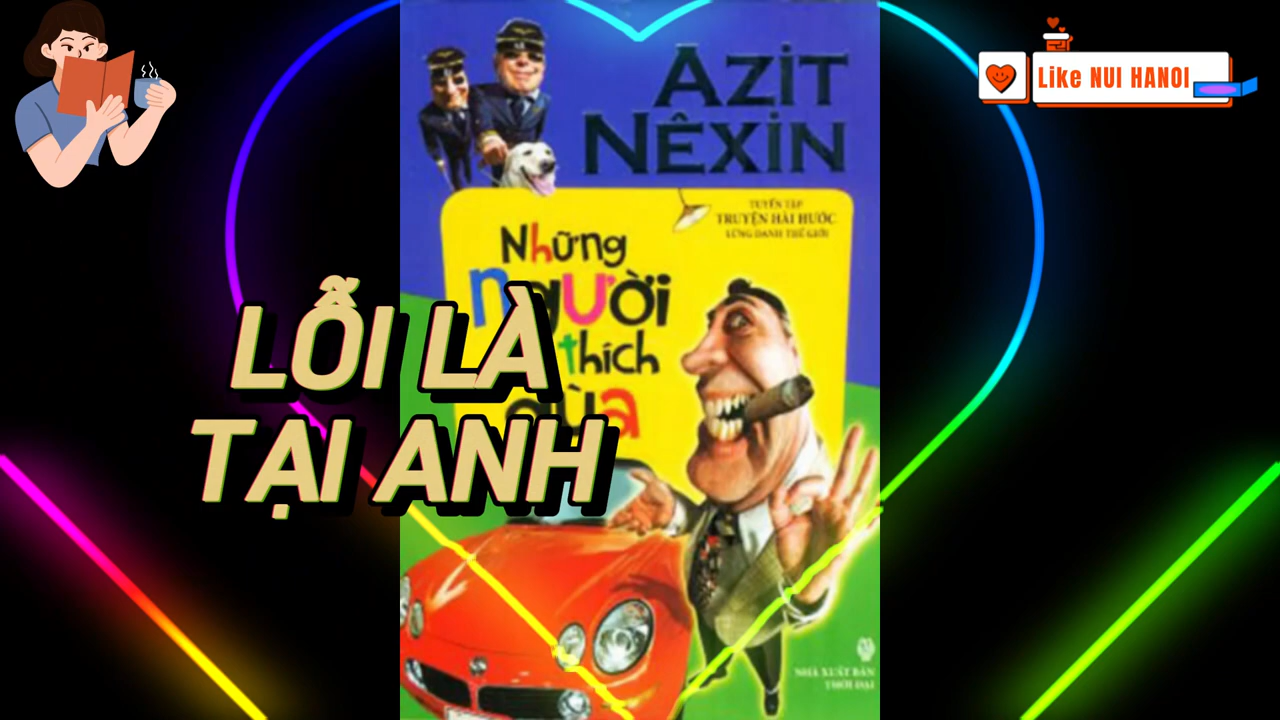 Like NUI HANOI
AZiT
NÊXiN
TUYỂN TẬP
TRUYỆN HÀI HƯỚC
LỪNG DANH THẾ GIỚI
Những
người
thích
qùa
LỖI LÀ
TẠI ANH
NHÀ XUẤT BẢN
THỜI ĐẠI